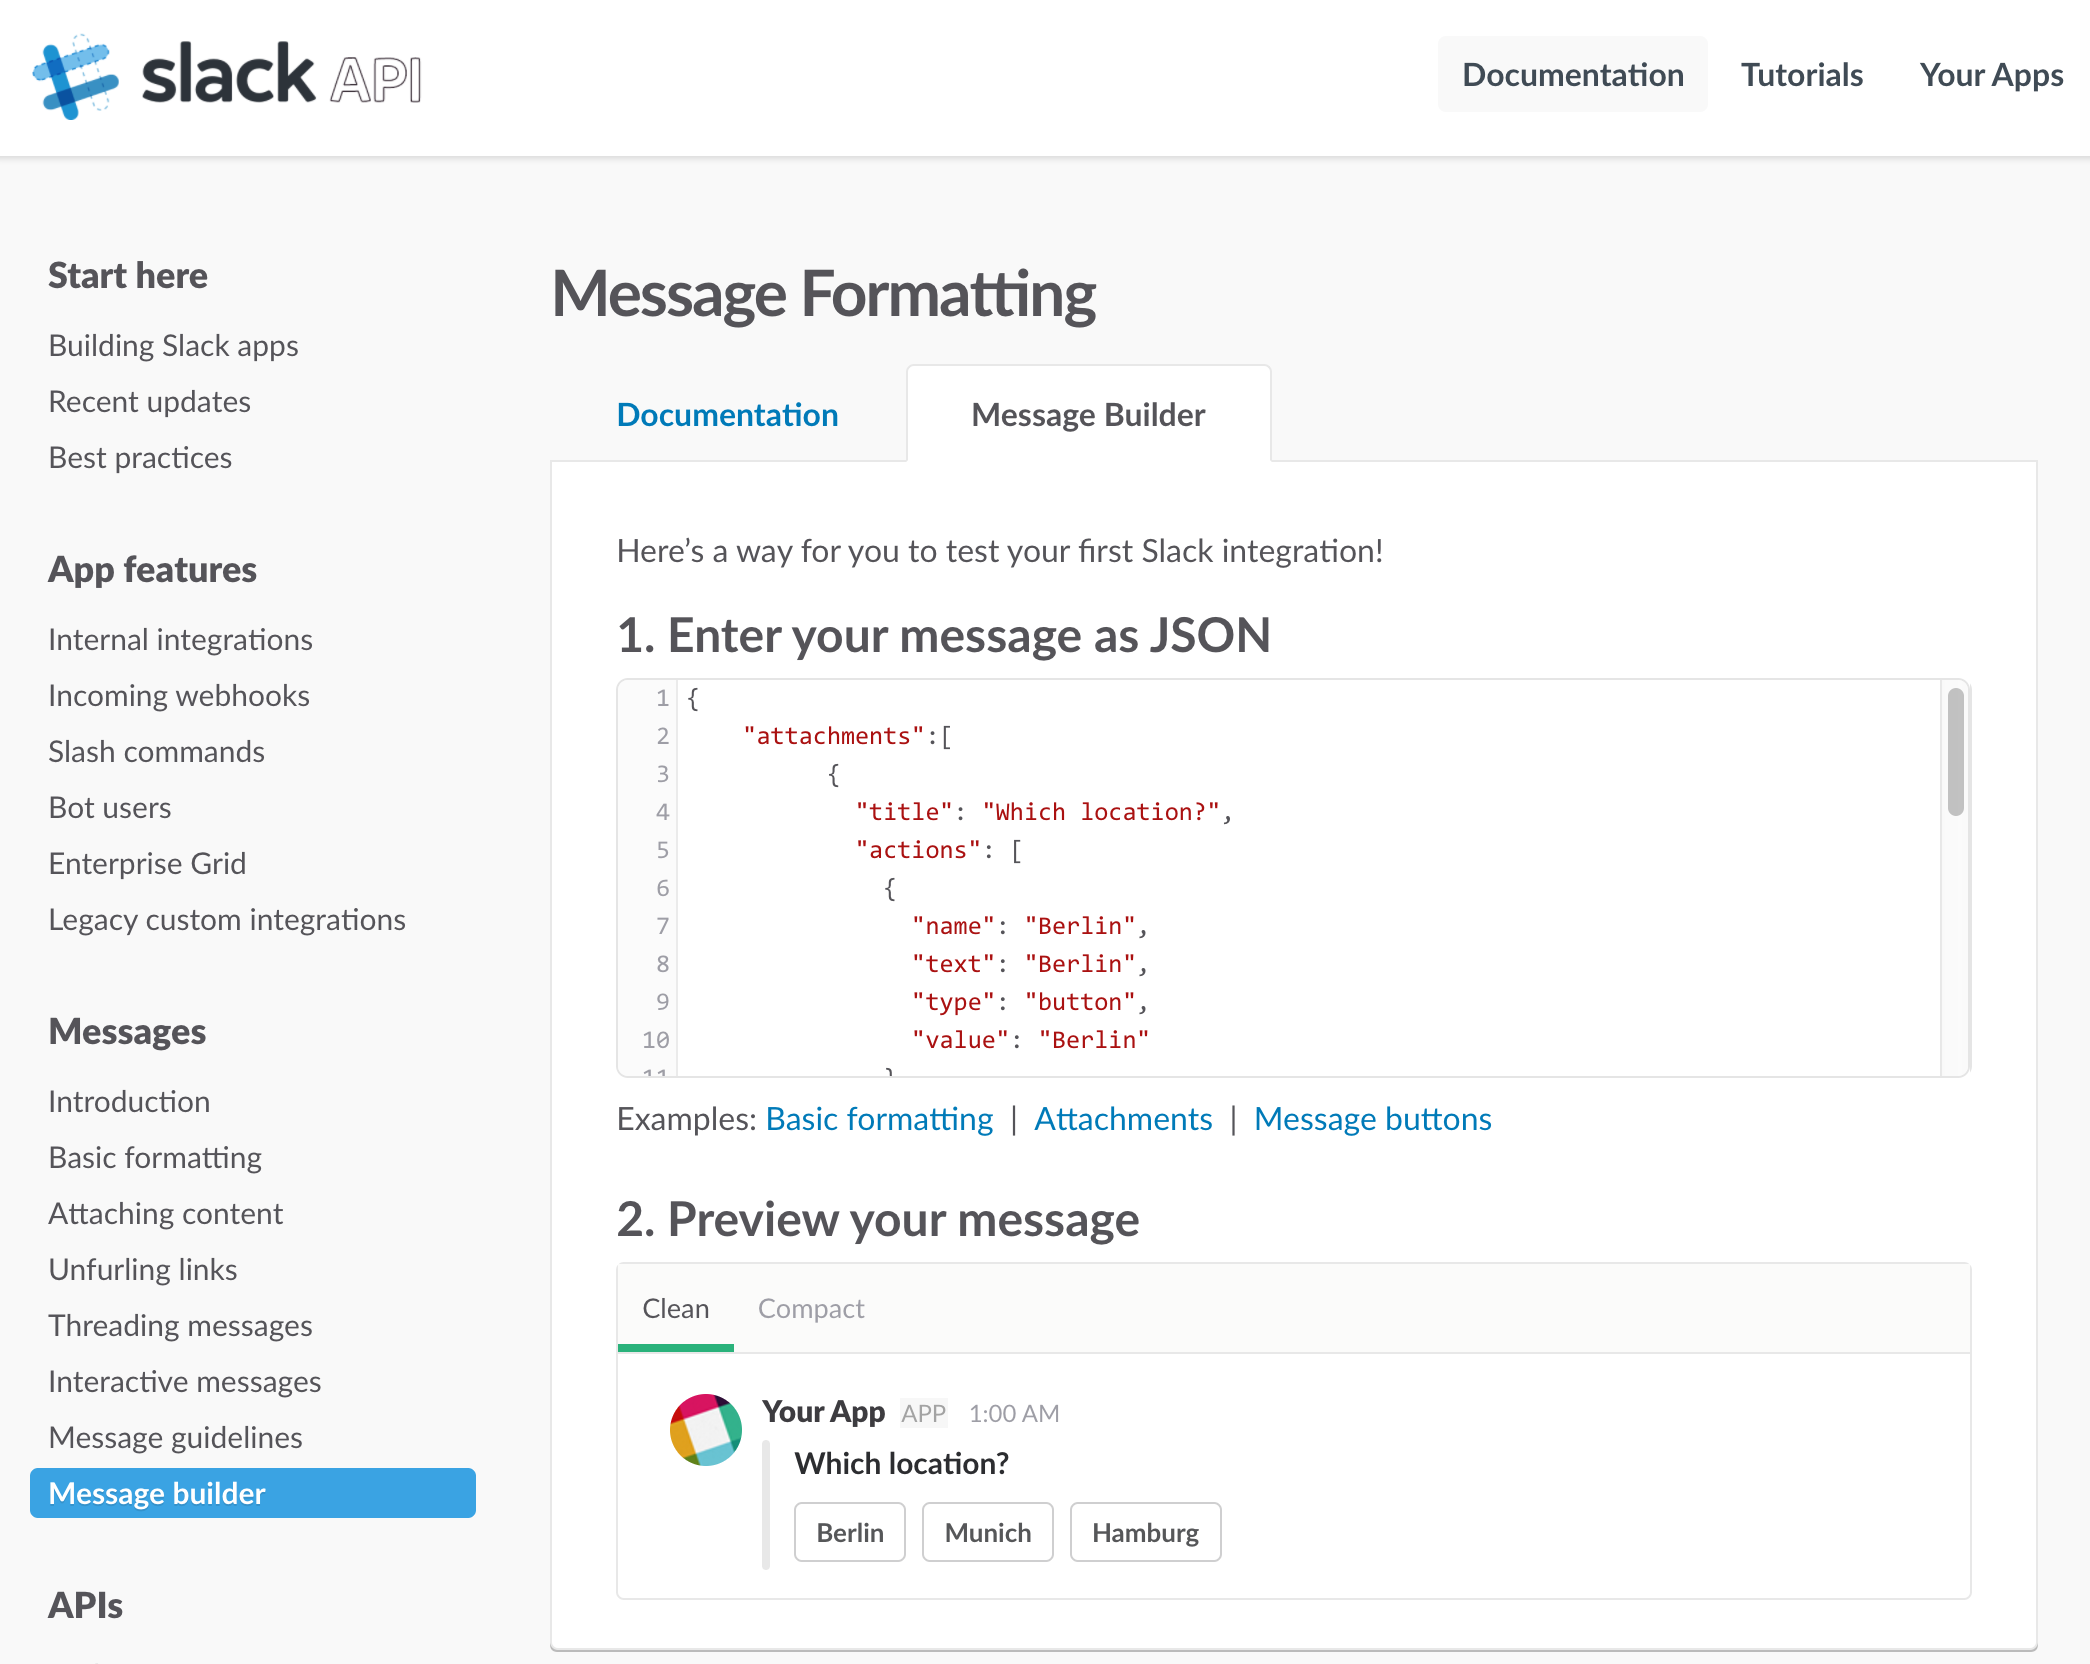 slack API
Documentation
Tutorials
Your Apps
Start here
Building Slack apps
Recent updates
Best practices
App features
Internal integrations
Incoming webhooks
Slash commands
Bot users
Enterprise Grid
Legacy custom integrations
Messages
Introduction
Basic formatting
Attaching content
Unfurling links
Threading messages
Interactive messages
Message guidelines
Message builder
APIs
Message Formatting
Documentation
Message Builder
Here’s a way for you to test your first Slack integration!
1. Enter your message as JSON
1 {
2 "attachments":[
3 {
4 "title": "Which location?",
5 "actions": [
6 {
7 "name": "Berlin",
8 "text": "Berlin",
9 "type": "button",
10 "value": "Berlin"
11 }
Examples: Basic formatting | Attachments | Message buttons
2. Preview your message
Clean
Compact
Your App APP 1:00 AM
Which location?
Berlin
Munich
Hamburg